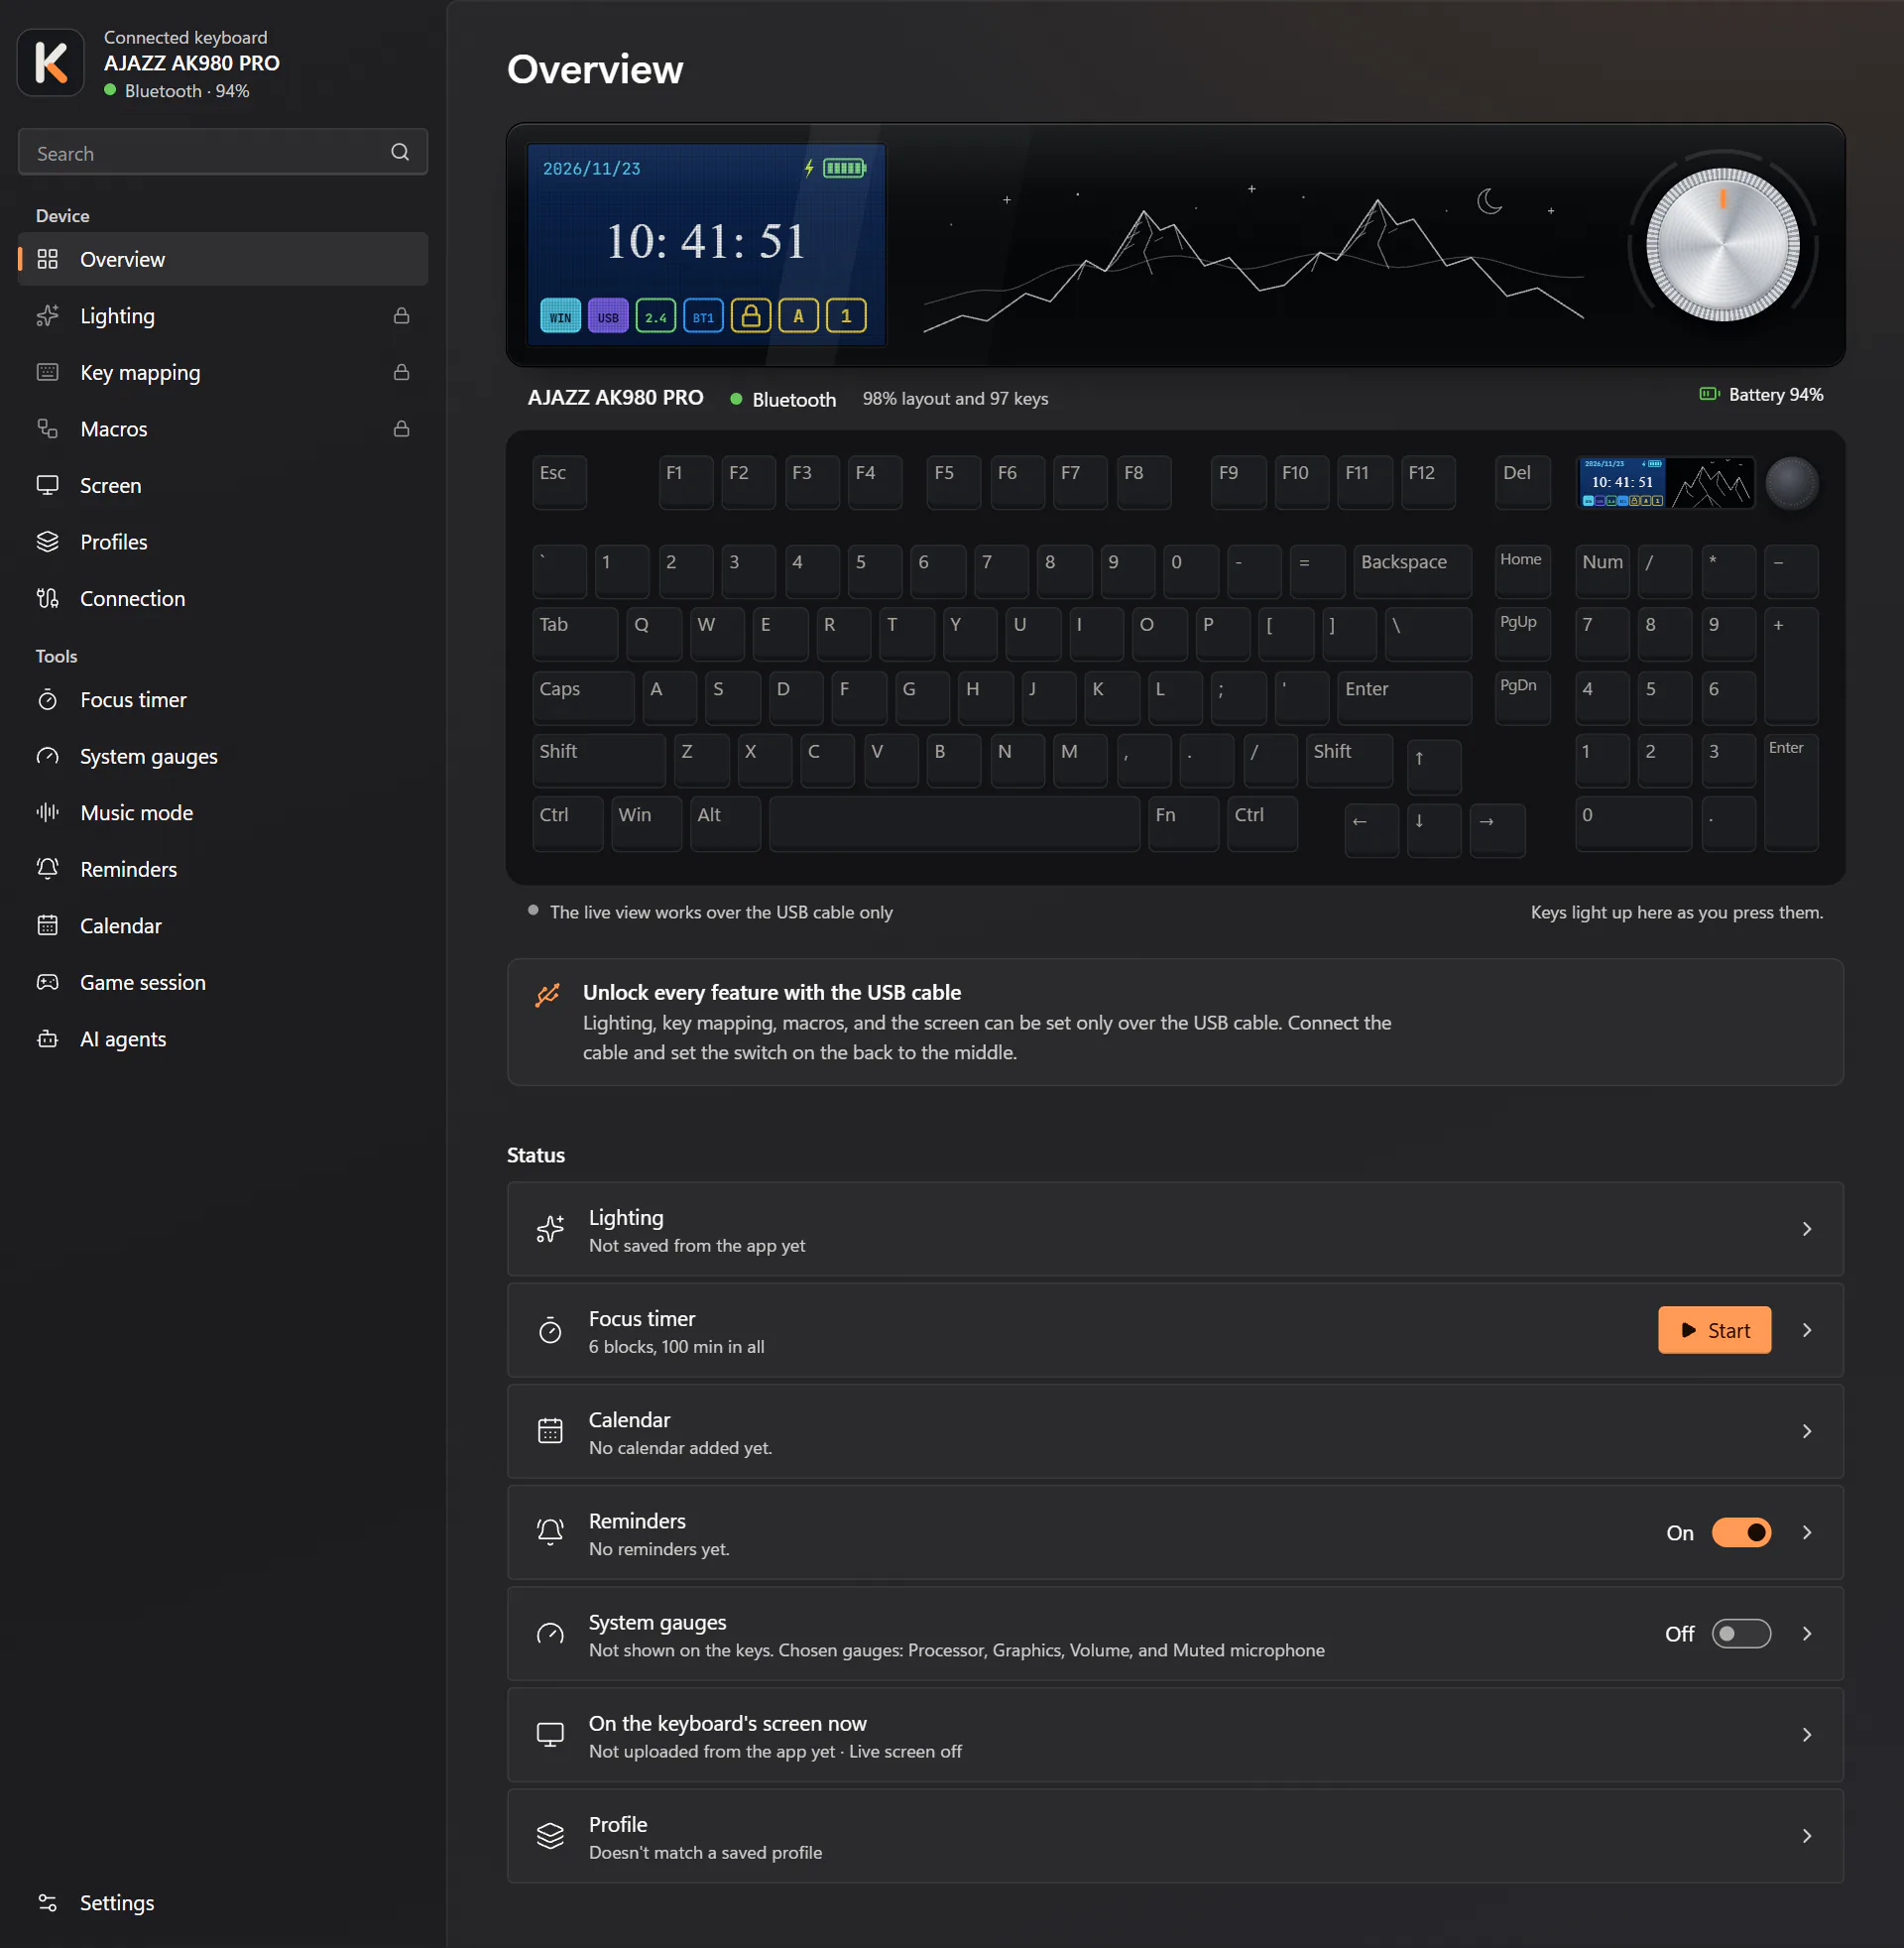 Connected keyboard
AJAZZ AK980 PRO
Bluetooth · 94%
Search
Device
Overview
Lighting
Key mapping
Macros
Screen
Profiles
Connection
Tools
Focus timer
System gauges
Music mode
Reminders
Calendar
Game session
AI agents
Settings
Overview
2026/11/23
10: 41: 51
WIN USB 2.4 BT1 A 1
AJAZZ AK980 PRO Bluetooth 98% layout and 97 keys Battery 94%
Esc F1 F2 F3 F4 F5 F6 F7 F8 F9 F10 F11 F12 Del
2026/11/23
10: 41: 51
` 1 2 3 4 5 6 7 8 9 0 - = Backspace Home Num / * −
Tab Q W E R T Y U I O P [ ] \ PgUp 7 8 9 +
Caps A S D F G H J K L ; ' Enter PgDn 4 5 6
Shift Z X C V B N M , . / Shift ↑ 1 2 3 Enter
Ctrl Win Alt Fn Ctrl ← ↓ → 0 .
The live view works over the USB cable only Keys light up here as you press them.
Unlock every feature with the USB cable
Lighting, key mapping, macros, and the screen can be set only over the USB cable. Connect the
cable and set the switch on the back to the middle.
Status
Lighting
Not saved from the app yet
Focus timer
6 blocks, 100 min in all
Start
Calendar
No calendar added yet.
Reminders
No reminders yet.
On
System gauges
Not shown on the keys. Chosen gauges: Processor, Graphics, Volume, and Muted microphone
Off
On the keyboard's screen now
Not uploaded from the app yet · Live screen off
Profile
Doesn't match a saved profile